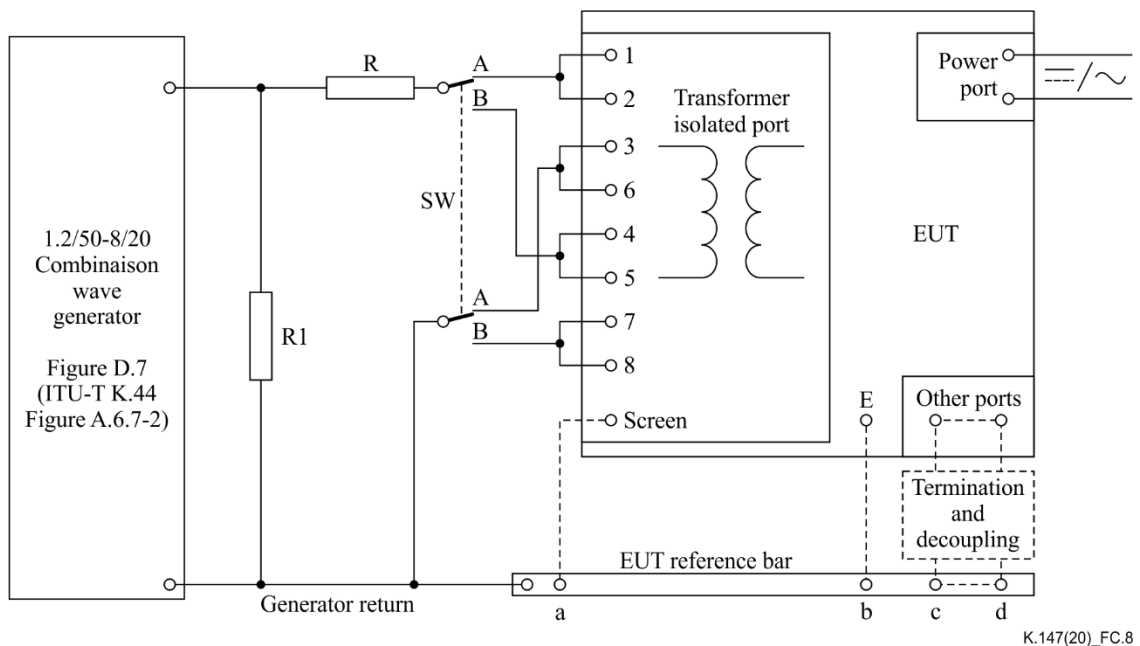 R
A
B
SW
A
B
R1
1.2/50-8/20
Combinaison
wave
generator
Figure D.7
(ITU-T K.44
Figure A.6.7-2)
1
2
3
6
4
5
7
8
Screen
Transformer
isolated port
Power
port
EUT
E
Other ports
Termination
and
decoupling
EUT reference bar
Generator return
a
b
c
d
K.147(20)_FC.8